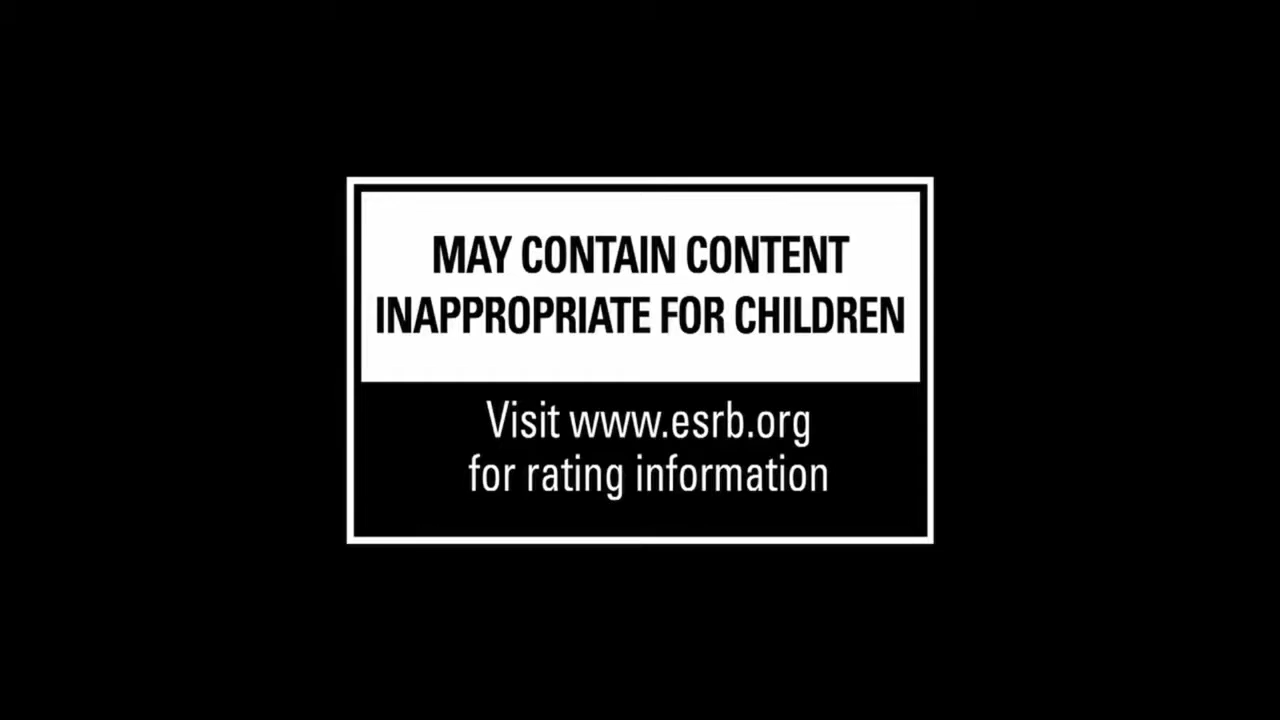 MAY CONTAIN CONTENT
INAPPROPRIATE FOR CHILDREN
Visit www.esrb.org
for rating information